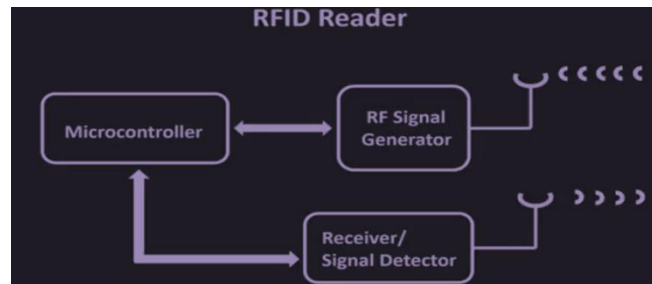 RFID Reader
Microcontroller
RF Signal
Generator
Receiver/
Signal Detector